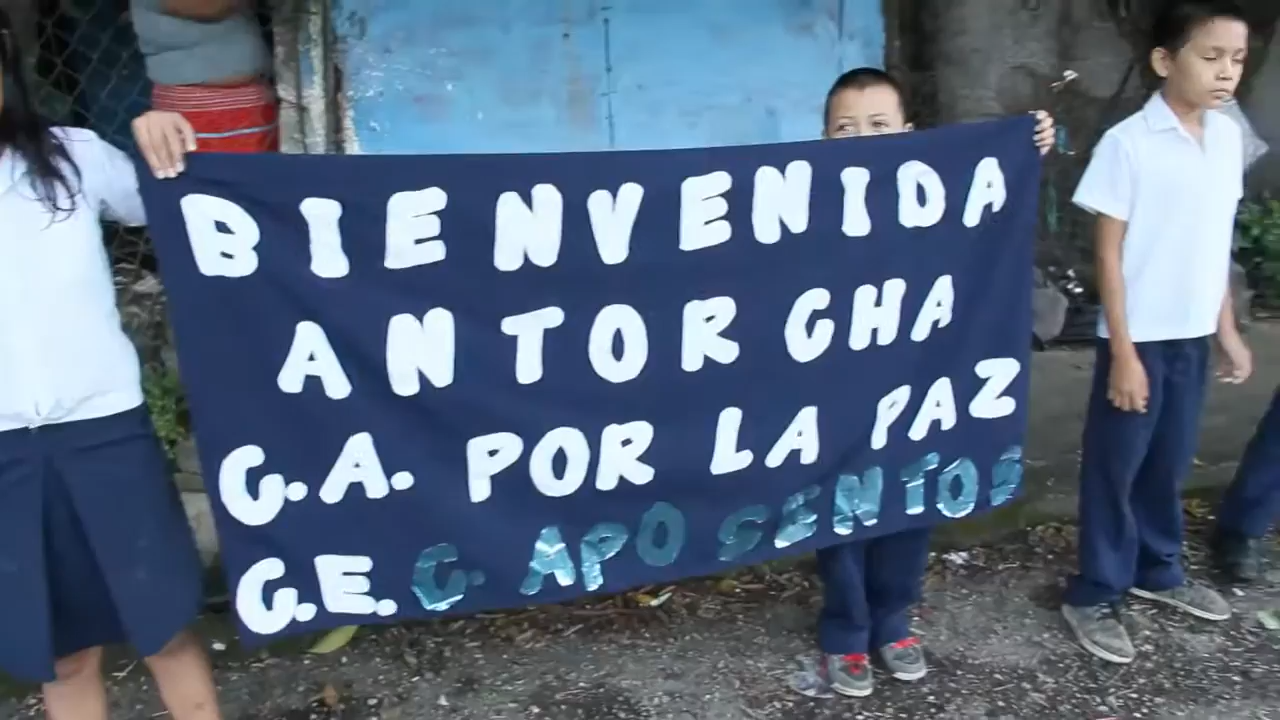 BIENVENIDA
ANTORCHA
C.A. POR LA PAZ
C.E. C. APOSENTOS